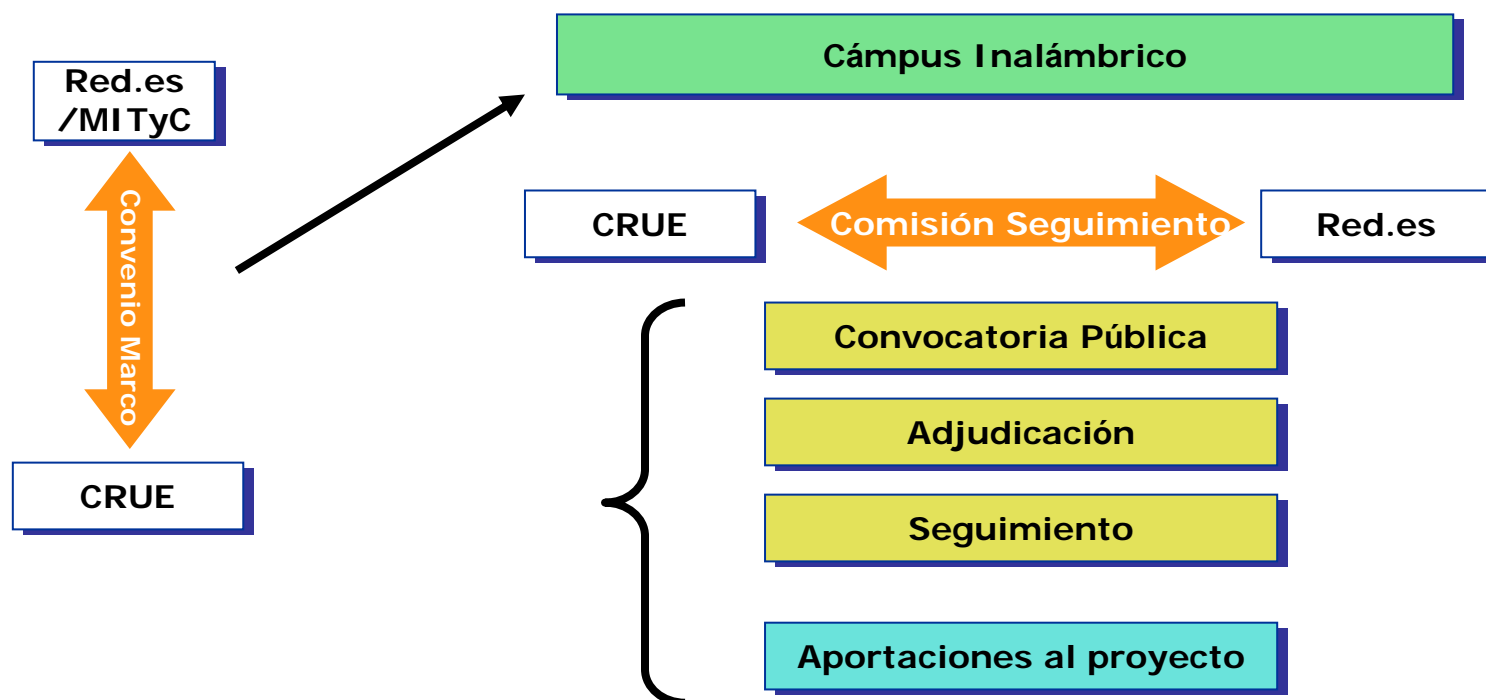 Red.es
/MITyC
Convenio Marco
CRUE
Cámpus Inalámbrico
CRUE
Comisión Seguimiento
Red.es
Convocatoria Pública
Adjudicación
Seguimiento
Aportaciones al proyecto